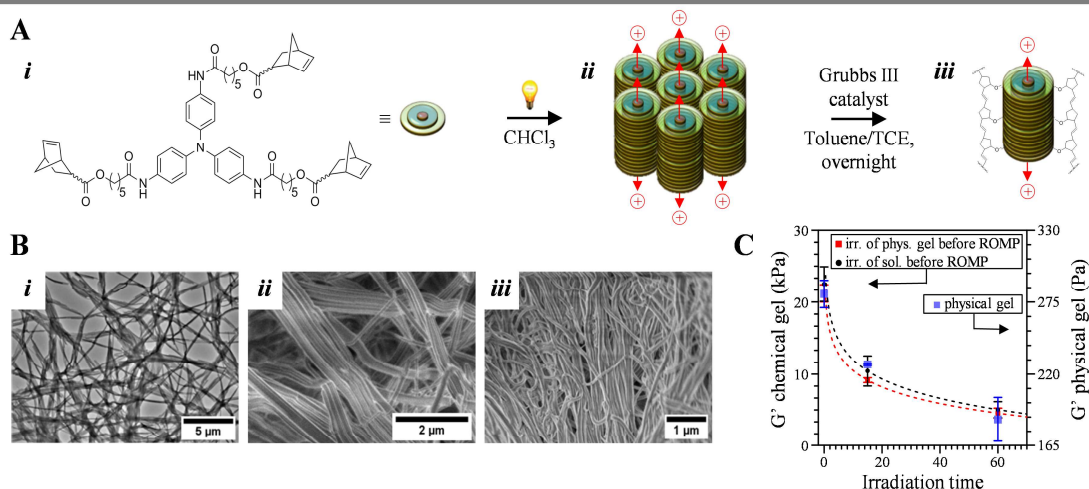 A
i
ii
iii
O
HN
5
O
O
N
O
O
5
O
N
H
N
H
O
5
O
O
≡
CHCl3
Grubbs III
catalyst
Toluene/TCE,
overnight
B
i
5 µm
ii
2 µm
iii
1 µm
C
G’ chemical gel (kPa)
30
20
10
0
irr. of phys. gel before ROMP
irr. of sol. before ROMP
physical gel
330
275
220
165
G’ physical gel (Pa)
0
20
40
60
Irradiation time